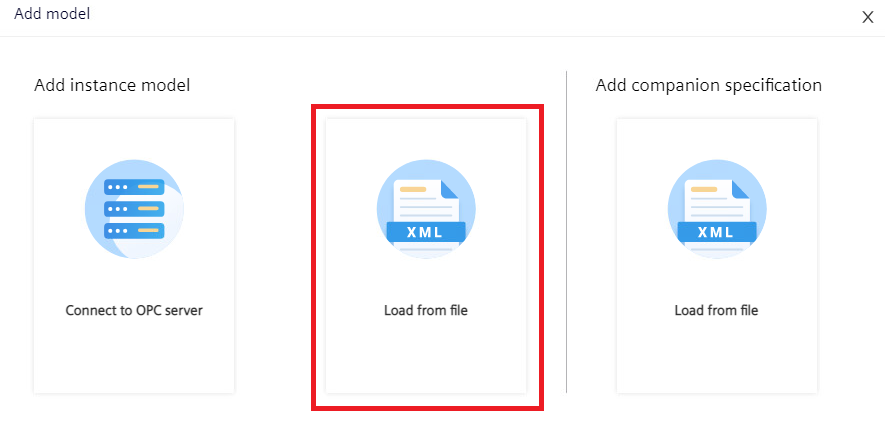 Add model
X
Add instance model
Add companion specification
XML
XML
Connect to OPC server
Load from file
Load from file